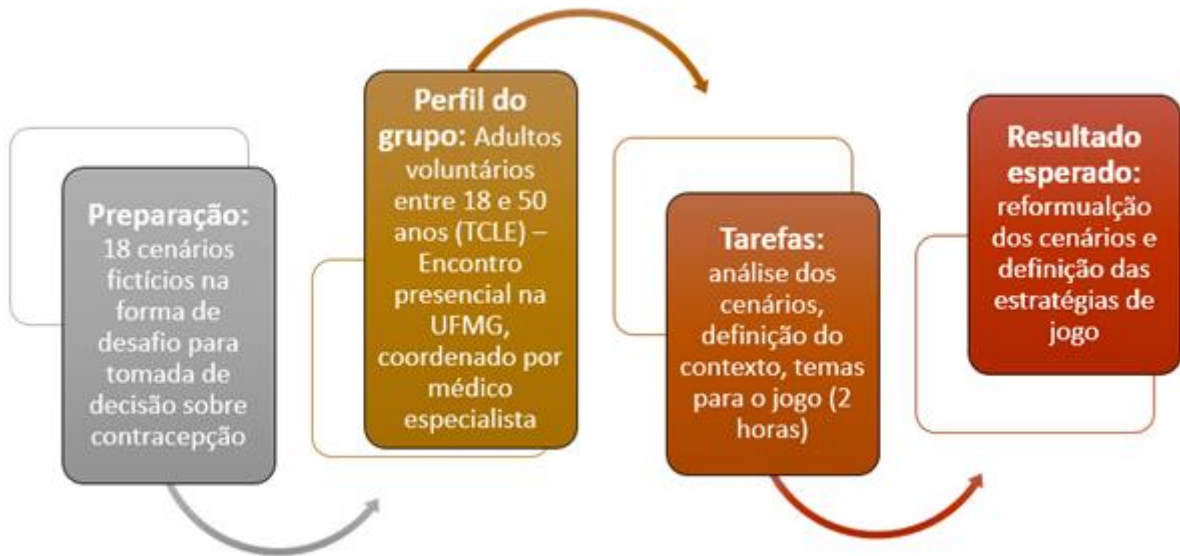 Preparação:
18 cenários
fictícios na
forma de
desafio para
tomada de
decisão sobre
contracepção
Perfil do
grupo: Adultos
voluntários
entre 18 e 50
anos (TCLE) –
Encontro
presencial na
UFMG,
coordenado por
médico
especialista
Tarefas:
análise dos
cenários,
definição do
contexto, temas
para o jogo (2
horas)
Resultado
esperado:
reformualção
dos cenários e
definição das
estratégias de
jogo